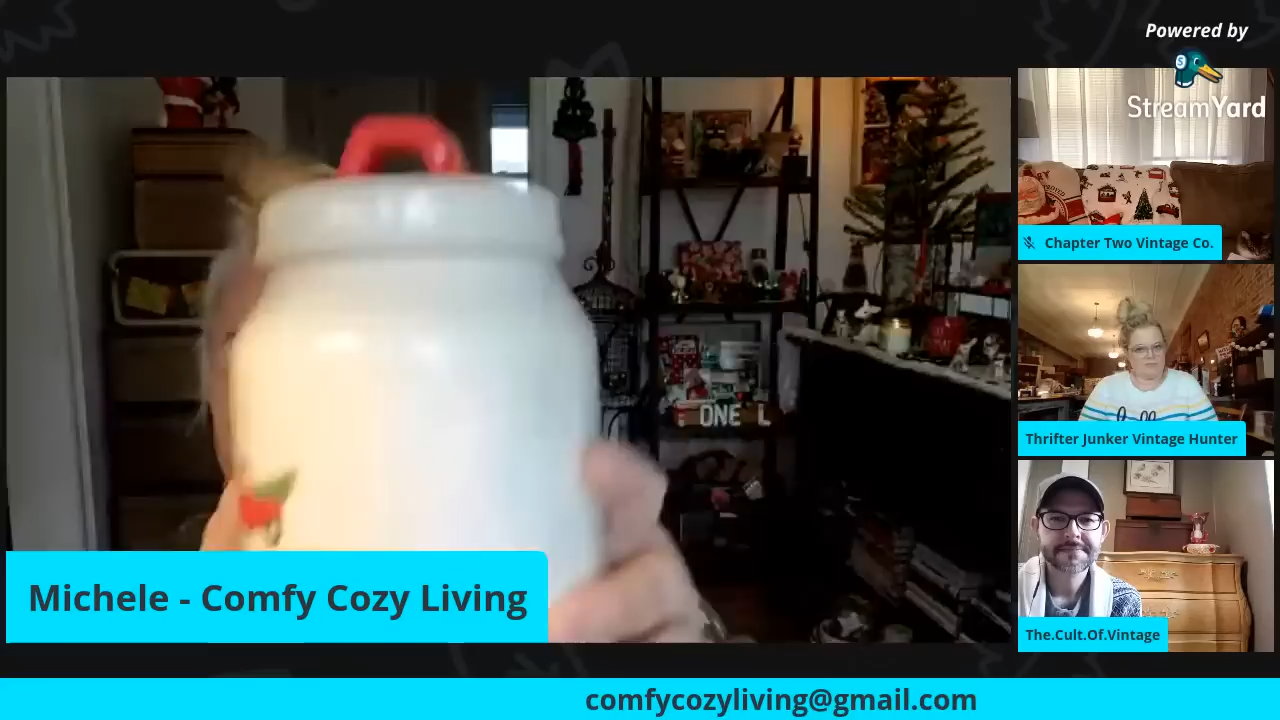 Powered by
StreamYard
ONE L
Chapter Two Vintage Co.
Thrifter Junker Vintage Hunter
The.Cult.Of.Vintage
Michele - Comfy Cozy Living
comfycozyliving@gmail.com